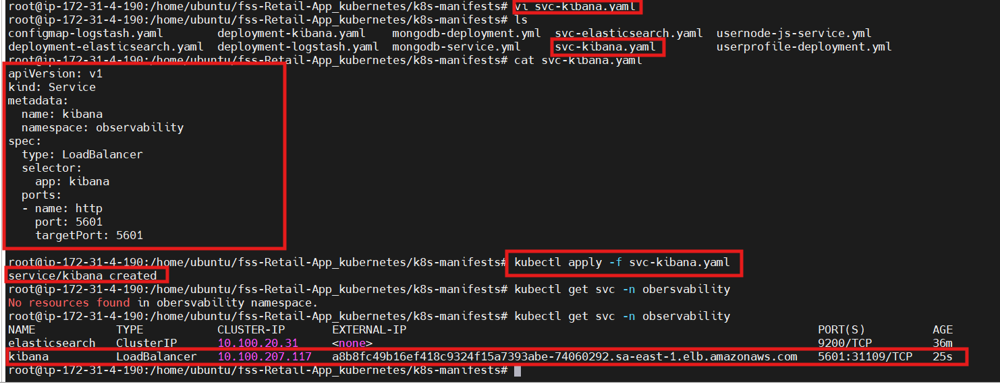 root@ip-172-31-4-190:/home/ubuntu/fss-Retail-App_kubernetes/k8s-manifests# vi svc-kibana.yaml
root@ip-172-31-4-190:/home/ubuntu/fss-Retail-App_kubernetes/k8s-manifests# ls
configmap-logstash.yaml        deployment-kibana.yaml    mongodb-deployment.yml  svc-elasticsearch.yaml  usernode-js-service.yml
deployment-elasticsearch.yaml  deployment-logstash.yaml  mongodb-service.yml     svc-kibana.yaml         userprofile-deployment.yml
root@ip-172-31-4-190:/home/ubuntu/fss-Retail-App_kubernetes/k8s-manifests# cat svc-kibana.yaml
apiVersion: v1
kind: Service
metadata:
  name: kibana
  namespace: observability
spec:
  type: LoadBalancer
  selector:
    app: kibana
  ports:
  - name: http
    port: 5601
    targetPort: 5601
root@ip-172-31-4-190:/home/ubuntu/fss-Retail-App_kubernetes/k8s-manifests# kubectl apply -f svc-kibana.yaml
service/kibana created
root@ip-172-31-4-190:/home/ubuntu/fss-Retail-App_kubernetes/k8s-manifests# kubectl get svc -n obersvability
No resources found in obersvability namespace.
root@ip-172-31-4-190:/home/ubuntu/fss-Retail-App_kubernetes/k8s-manifests# kubectl get svc -n observability
NAME            TYPE           CLUSTER-IP       EXTERNAL-IP                                                             PORT(S)          AGE
elasticsearch   ClusterIP      10.100.20.31     <none>                                                                  9200/TCP         36m
kibana          LoadBalancer   10.100.207.117   a8b8fc49b16ef418c9324f15a7393abe-74060292.sa-east-1.elb.amazonaws.com   5601:31109/TCP   25s
root@ip-172-31-4-190:/home/ubuntu/fss-Retail-App_kubernetes/k8s-manifests#